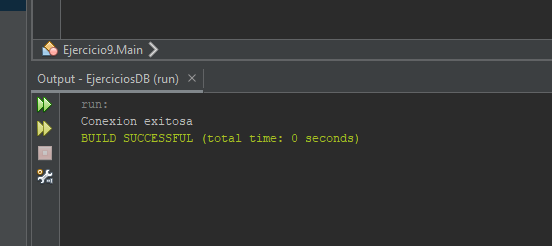 Ejercicio9.Main
Output - EjerciciosDB (run)
run:
Conexion exitosa
BUILD SUCCESSFUL (total time: 0 seconds)